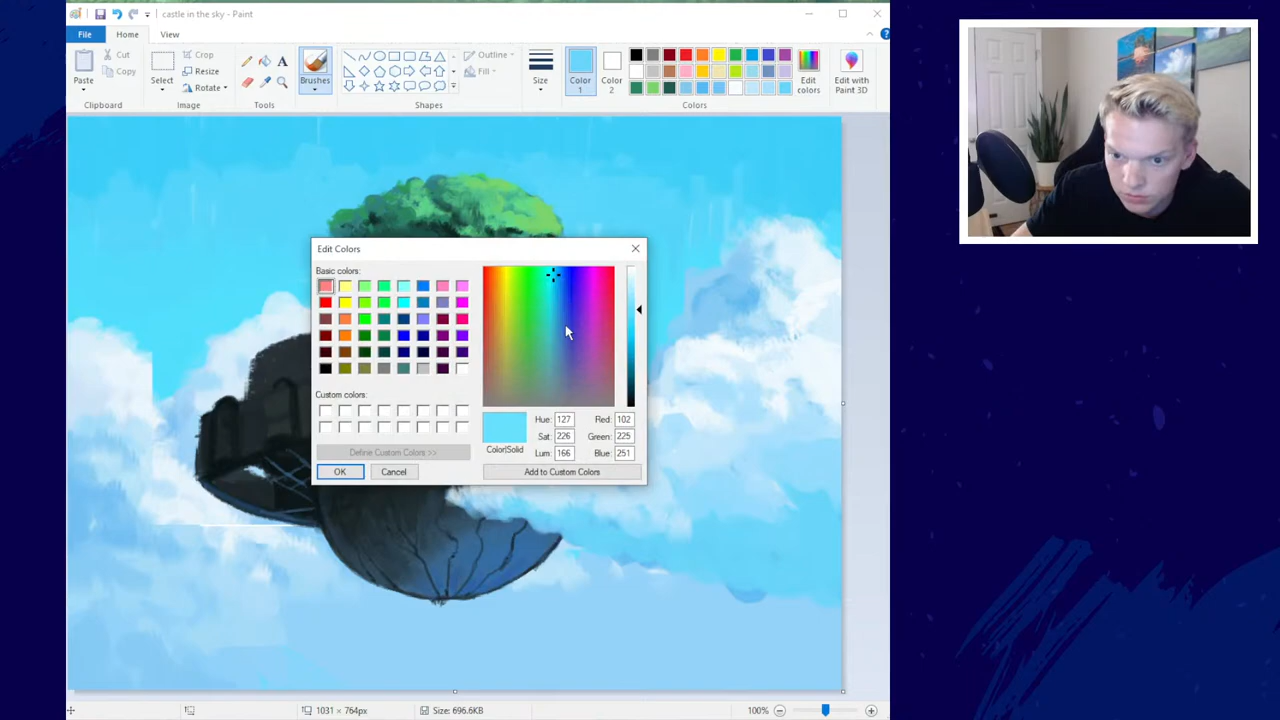 castle in the sky - Paint
File Home View
Paste
Cut
Copy
Clipboard
Select
Crop
Resize
Rotate
Image
A
Tools
Brushes
Outline
Fill
Shapes
Size
Color 1
Color 2
Edit colors
Edit with Paint 3D
Colors
Edit Colors
Basic colors:
Custom colors:
Define Custom Colors >>
OK Cancel
Color|Solid
Hue: 127 Red: 102
Sat: 226 Green: 225
Lum: 166 Blue: 251
Add to Custom Colors
1031 × 764px Size: 696.6KB 100%